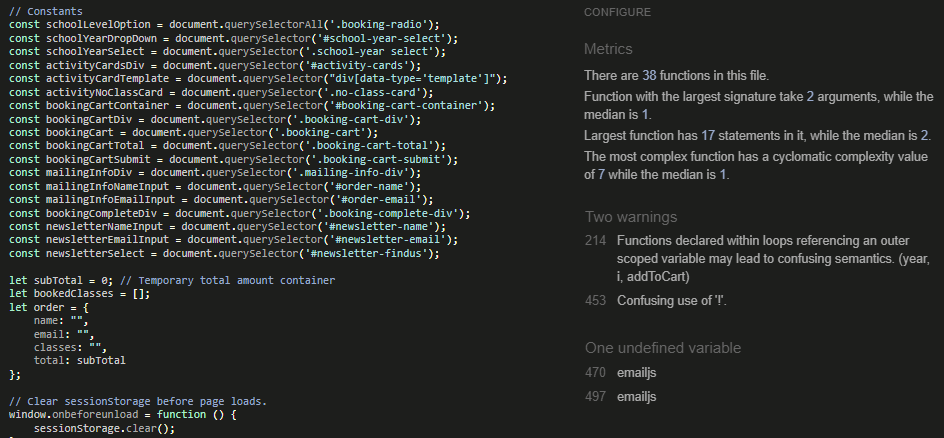 // Constants
const schoolLevelOption = document.querySelectorAll('.booking-radio');
const schoolYearDropDown = document.querySelector('#school-year-select');
const schoolYearSelect = document.querySelector('.school-year select');
const activityCardsDiv = document.querySelector('#activity-cards');
const activityCardTemplate = document.querySelector("div[data-type='template']");
const activityNoClassCard = document.querySelector('.no-class-card');
const bookingCartContainer = document.querySelector('#booking-cart-container');
const bookingCartDiv = document.querySelector('.booking-cart-div');
const bookingCart = document.querySelector('.booking-cart');
const bookingCartTotal = document.querySelector('.booking-cart-total');
const bookingCartSubmit = document.querySelector('.booking-cart-submit');
const mailingInfoDiv = document.querySelector('.mailing-info-div');
const mailingInfoNameInput = document.querySelector('#order-name');
const mailingInfoEmailInput = document.querySelector('#order-email');
const bookingCompleteDiv = document.querySelector('.booking-complete-div');
const newsletterNameInput = document.querySelector('#newsletter-name');
const newsletterEmailInput = document.querySelector('#newsletter-email');
const newsletterSelect = document.querySelector('#newsletter-findus');
let subTotal = 0; // Temporary total amount container
let bookedClasses = [];
let order = {
name: "",
email: "",
classes: "",
total: subTotal
};
// Clear sessionStorage before page loads.
window.onbeforeunload = function () {
sessionStorage.clear();
CONFIGURE
Metrics
There are 38 functions in this file.
Function with the largest signature take 2 arguments, while the
median is 1.
Largest function has 17 statements in it, while the median is 2.
The most complex function has a cyclomatic complexity value
of 7 while the median is 1.
Two warnings
214 Functions declared within loops referencing an outer
scoped variable may lead to confusing semantics. (year,
i, addToCart)
453 Confusing use of '!'.
One undefined variable
470 emailjs
497 emailjs